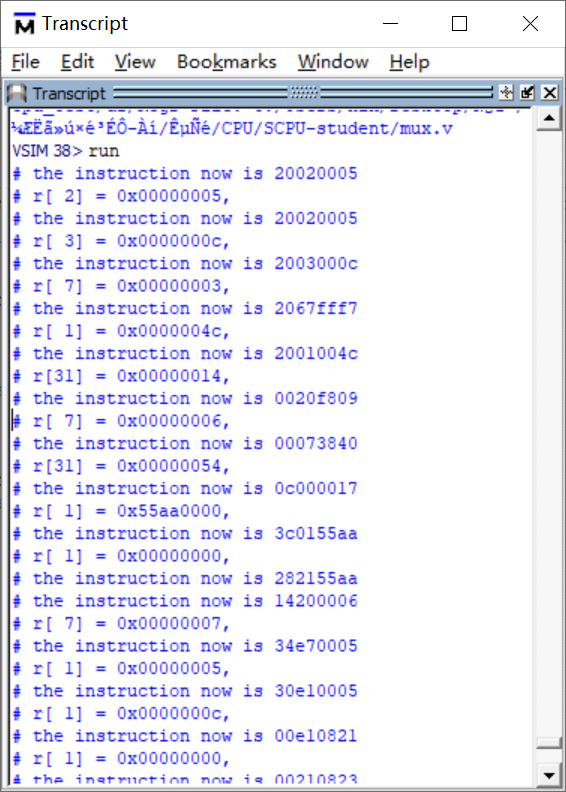 Transcript
File Edit View Bookmarks Window Help
Transcript
¼ÆËã»ú×é³ÉÔ-Àí/ÊµÑé/CPU/SCPU-student/mux.v
VSIM 38> run
# the instruction now is 20020005
# r[ 2] = 0x00000005,
# the instruction now is 20020005
# r[ 3] = 0x0000000c,
# the instruction now is 2003000c
# r[ 7] = 0x00000003,
# the instruction now is 2067fff7
# r[ 1] = 0x0000004c,
# the instruction now is 2001004c
# r[31] = 0x00000014,
# the instruction now is 0020f809
# r[ 7] = 0x00000006,
# the instruction now is 00073840
# r[31] = 0x00000054,
# the instruction now is 0c000017
# r[ 1] = 0x55aa0000,
# the instruction now is 3c0155aa
# r[ 1] = 0x00000000,
# the instruction now is 282155aa
# the instruction now is 14200006
# r[ 7] = 0x00000007,
# the instruction now is 34e70005
# r[ 1] = 0x00000005,
# the instruction now is 30e10005
# r[ 1] = 0x0000000c,
# the instruction now is 00e10821
# r[ 1] = 0x00000000,
# the instruction now is 00210823